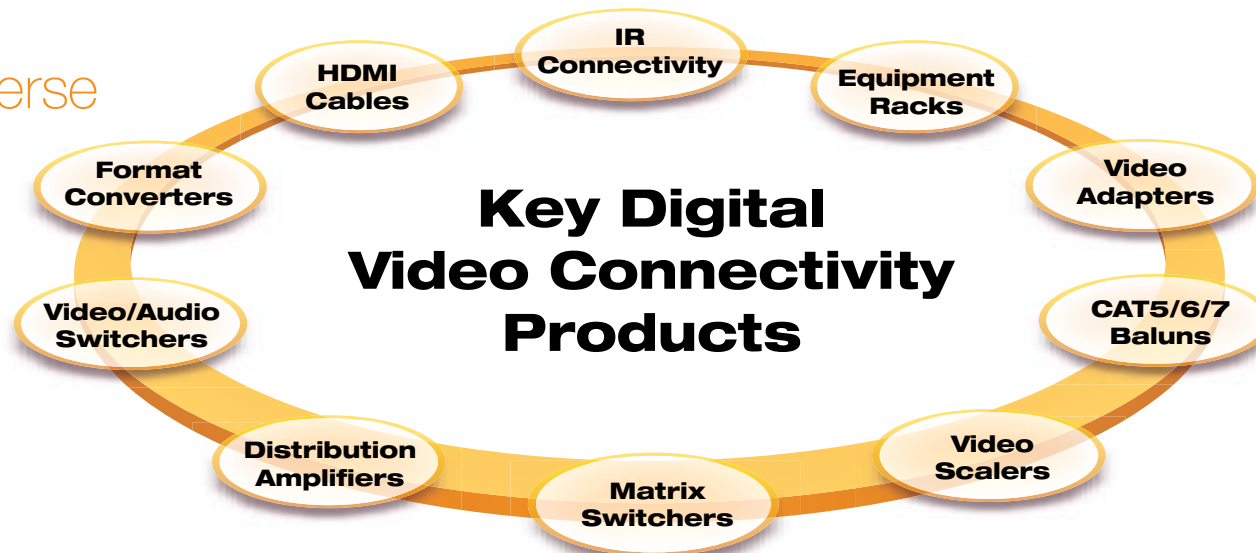 IR
Connectivity
HDMI
Cables
Equipment
Racks
erse
Format
Converters
Video
Adapters
Key Digital
Video Connectivity
Products
Video/Audio
Switchers
CAT5/6/7
Baluns
Distribution
Amplifiers
Video
Scalers
Matrix
Switchers